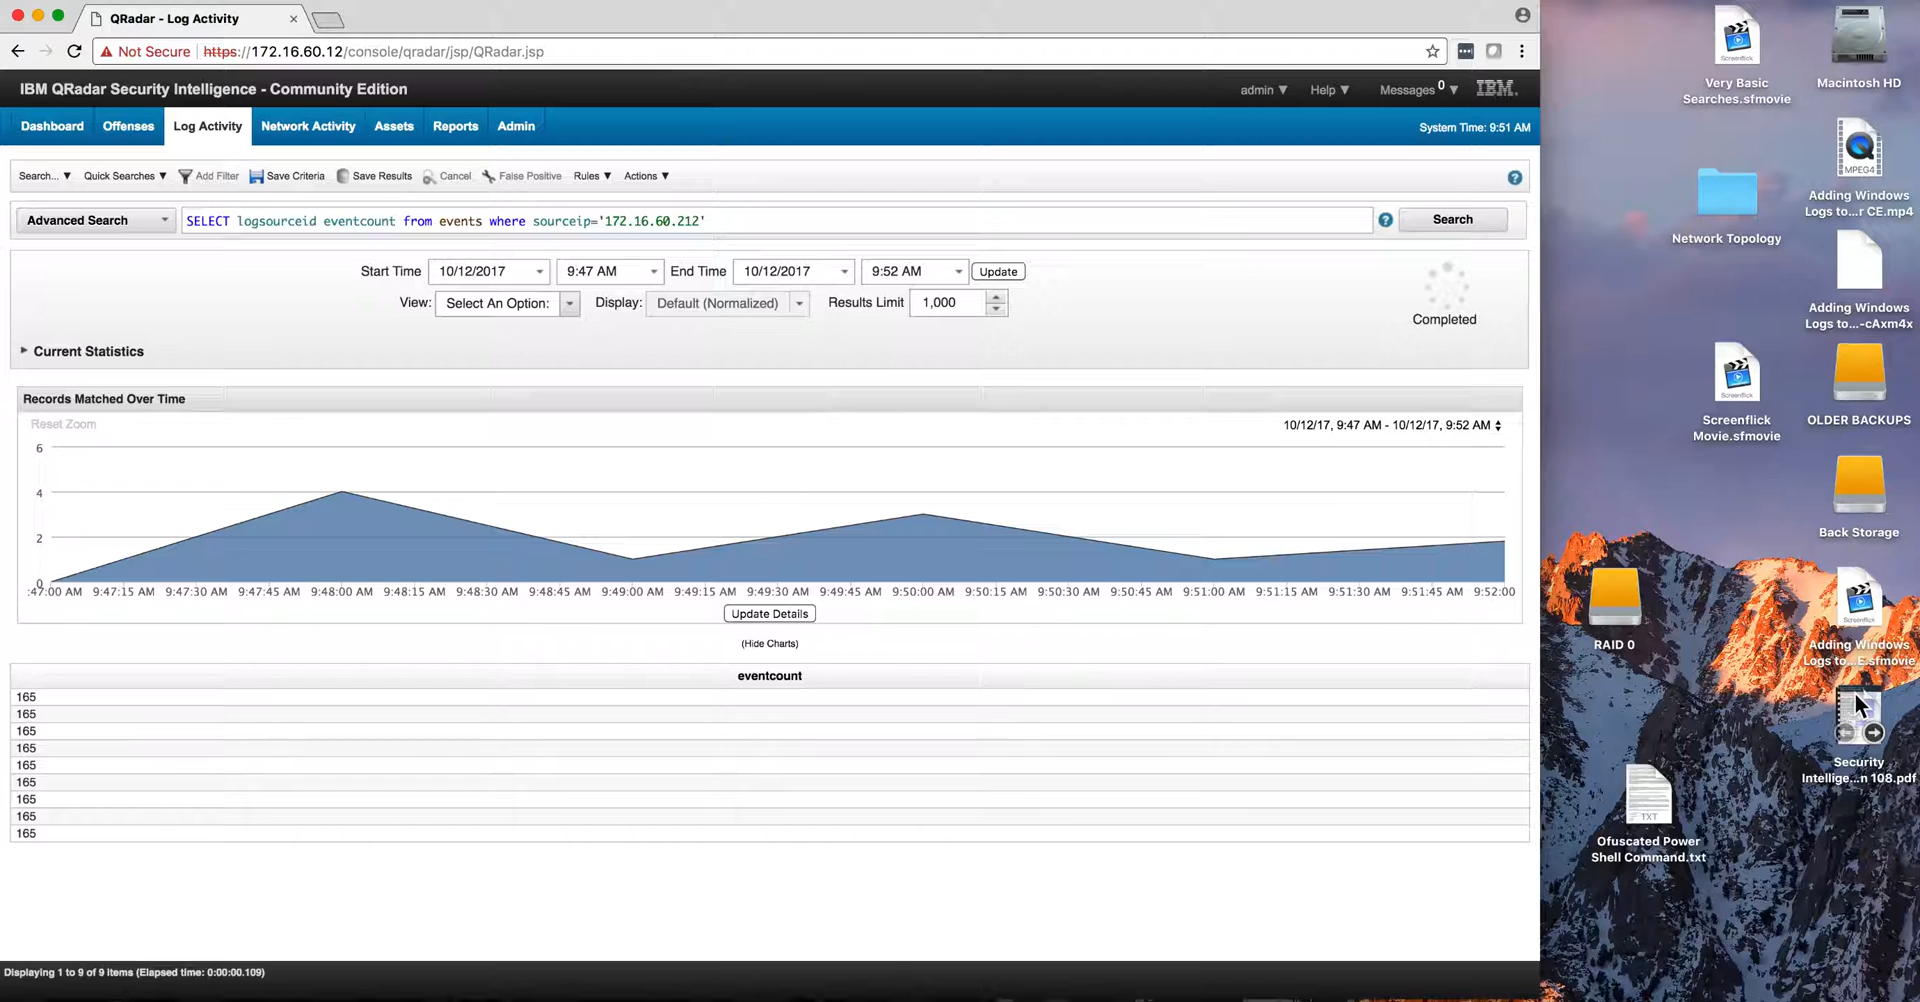 QRadar - Log Activity
Not Secure https://172.16.60.12/console/qradar/jsp/QRadar.jsp
IBM QRadar Security Intelligence - Community Edition
admin ▼ Help ▼ Messages 0 ▼ IBM.
Dashboard Offenses Log Activity Network Activity Assets Reports Admin
System Time: 9:51 AM
Search... ▼ Quick Searches ▼ Add Filter Save Criteria Save Results Cancel False Positive Rules ▼ Actions ▼
Advanced Search SELECT logsourceid eventcount from events where sourceip='172.16.60.212' Search
Start Time 10/12/2017 9:47 AM End Time 10/12/2017 9:52 AM Update
View: Select An Option: Display: Default (Normalized) Results Limit 1,000
Completed
Current Statistics
Records Matched Over Time
Reset Zoom
10/12/17, 9:47 AM - 10/12/17, 9:52 AM
6
4
2
0
:47:00 AM 9:47:15 AM 9:47:30 AM 9:47:45 AM 9:48:00 AM 9:48:15 AM 9:48:30 AM 9:48:45 AM 9:49:00 AM 9:49:15 AM 9:49:30 AM 9:49:45 AM 9:50:00 AM 9:50:15 AM 9:50:30 AM 9:50:45 AM 9:51:00 AM 9:51:15 AM 9:51:30 AM 9:51:45 AM 9:52:00
Update Details
(Hide Charts)
eventcount
165
165
165
165
165
165
165
165
165
Displaying 1 to 9 of 9 items (Elapsed time: 0:00:00.109)
Screenflick
Very Basic
Searches.sfmovie
Macintosh HD
Network Topology
MPEG4
Adding Windows
Logs to...r CE.mp4
Adding Windows
Logs to...-cAxm4x
Screenflick
Screenflick
Movie.sfmovie
OLDER BACKUPS
Back Storage
RAID 0
Screenflick
Adding Windows
Logs to...E.sfmovie
Security
Intellige...n 108.pdf
TXT
Ofuscated Power
Shell Command.txt